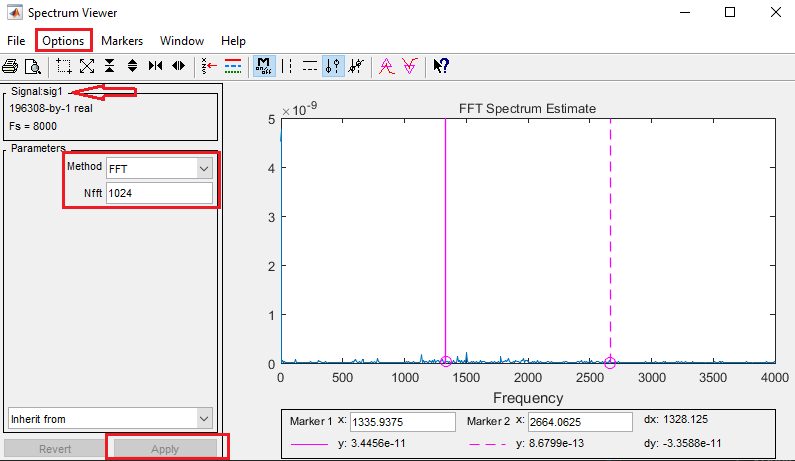 Spectrum Viewer
File Options Markers Window Help
M
on/off
Signal:sig1
196308-by-1 real
Fs = 8000
Parameters
Method FFT
Nfft 1024
Inherit from
Revert Apply
×10-9 FFT Spectrum Estimate
5
4
3
2
1
0
0 500 1000 1500 2000 2500 3000 3500 4000
Frequency
Marker 1 x: 1335.9375 Marker 2 x: 2664.0625 dx: 1328.125
y: 3.4456e-11 y: 8.6799e-13 dy: -3.3588e-11